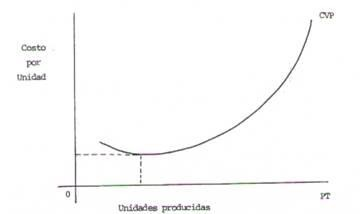 CVP
Costo
por
Unidad
0
PT
Unidades producidas